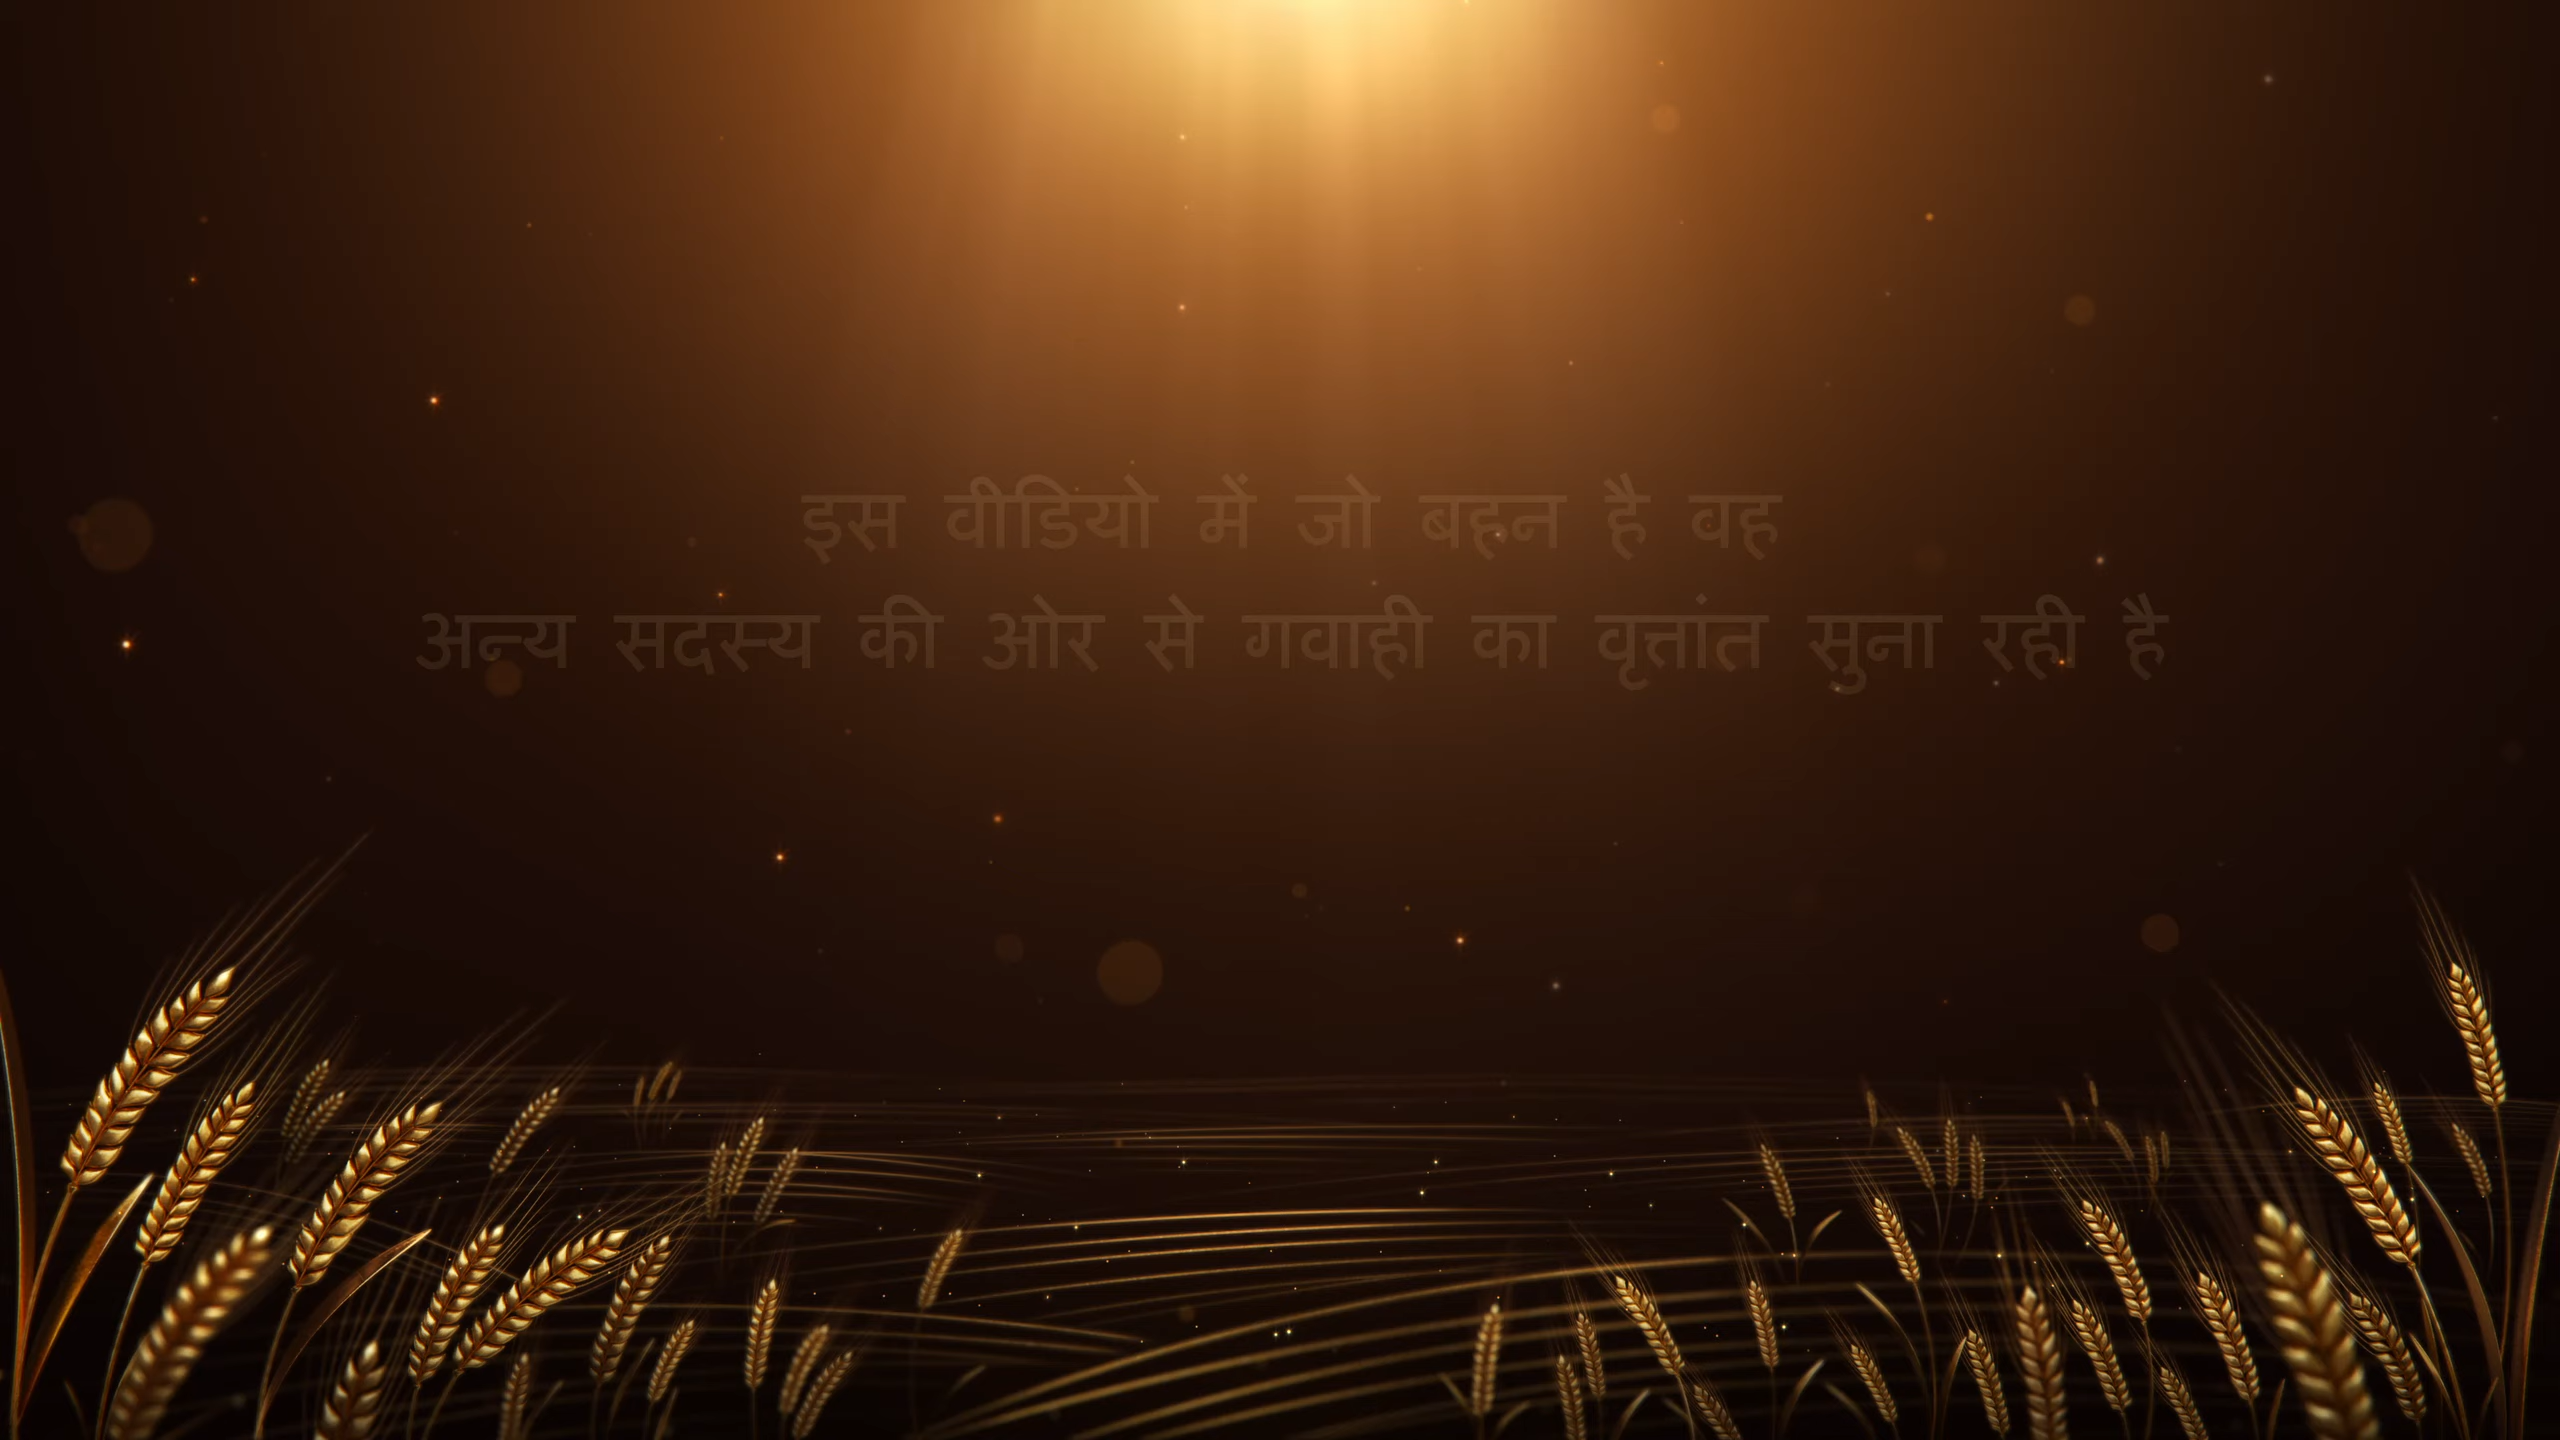 इस वीडियो में जो बहन है वह
अन्य सदस्य की ओर से गवाही का वृत्तांत सुना रही है